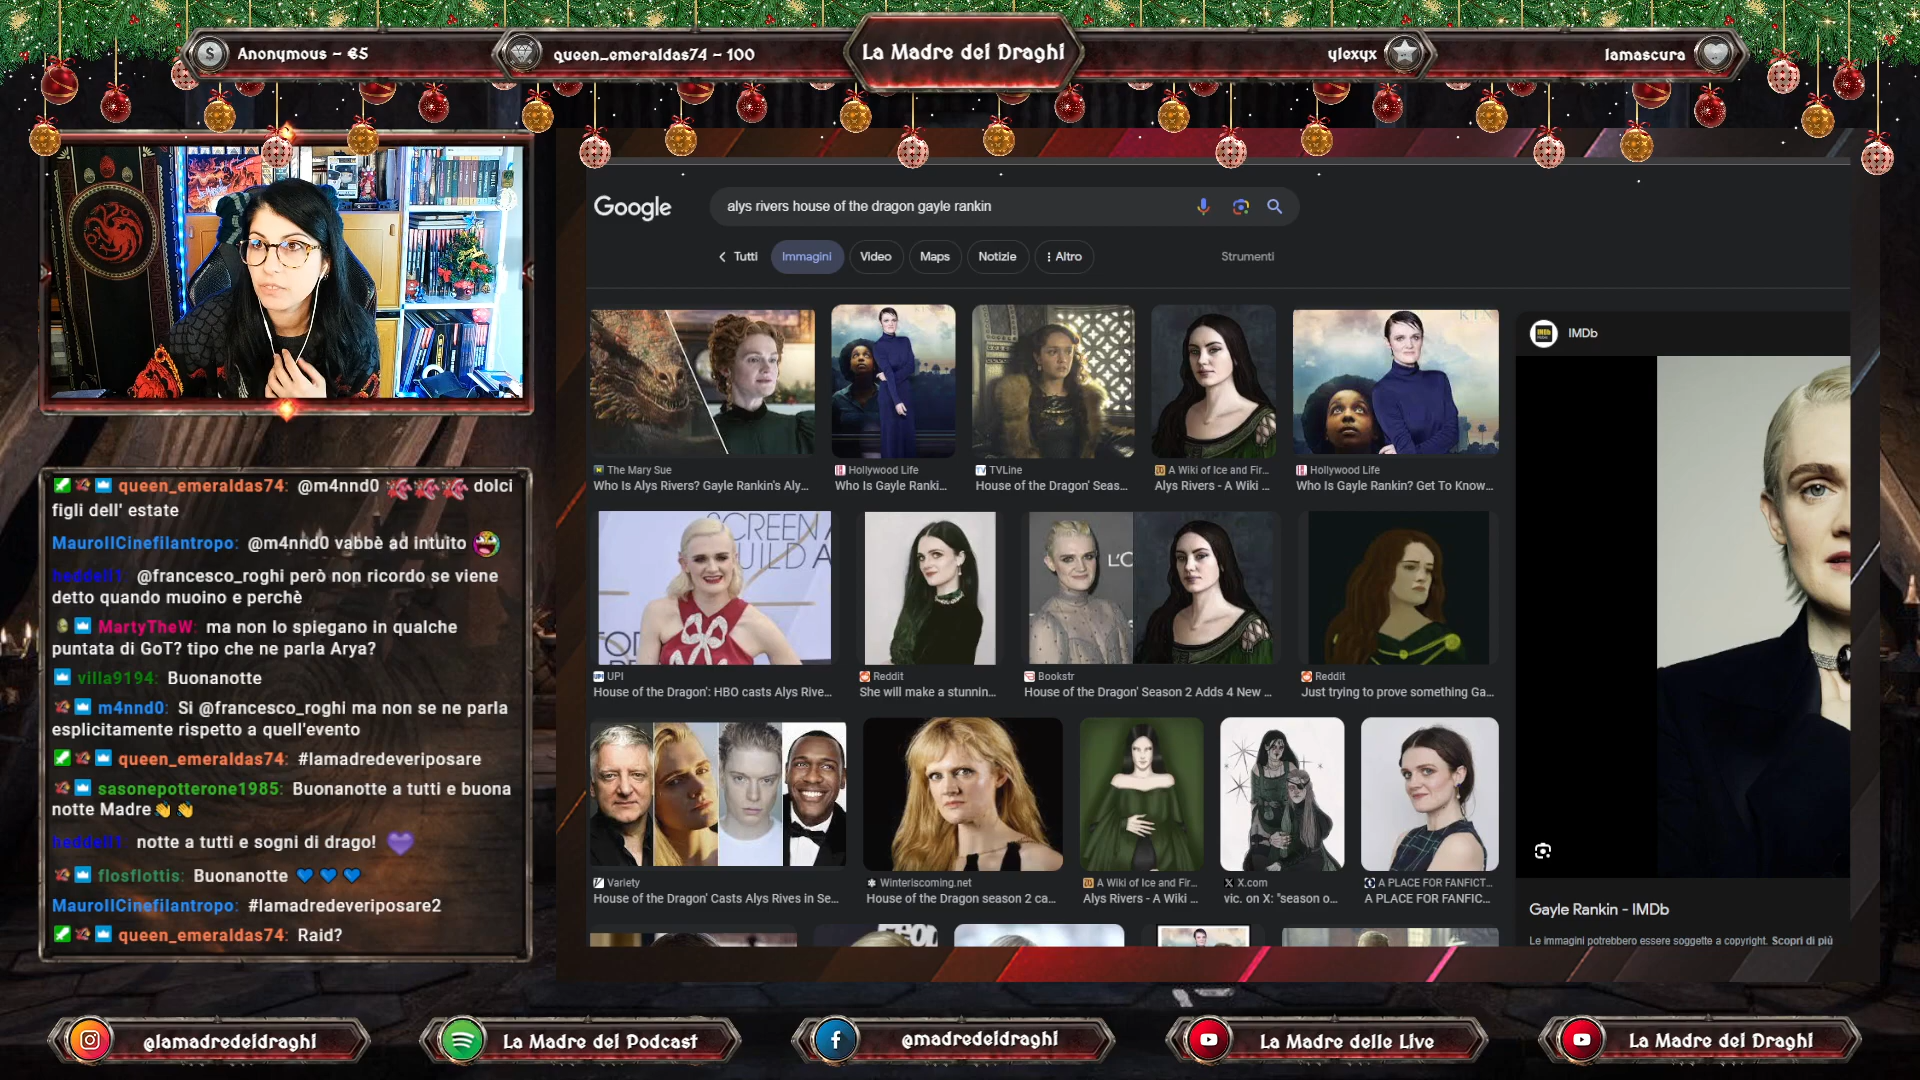 Anonymous - €5
queen_emeraldas74 - 100
La Madre dei Draghi
ylexyx
lamascura
Google
alys rivers house of the dragon gayle rankin
Tutti
Immagini
Video
Maps
Notizie
Altro
Strumenti
IMDb
The Mary Sue
Who Is Alys Rivers? Gayle Rankin's Aly...
Hollywood Life
Who Is Gayle Ranki...
TVLine
House of the Dragon' Seas...
A Wiki of Ice and Fir...
Alys Rivers - A Wiki ...
Hollywood Life
Who Is Gayle Rankin? Get To Know...
UPI
House of the Dragon': HBO casts Alys Rive...
Reddit
She will make a stunnin...
Bookstr
House of the Dragon' Season 2 Adds 4 New ...
Reddit
Just trying to prove something Ga...
Variety
House of the Dragon' Casts Alys Rives in Se...
Winteriscoming.net
House of the Dragon season 2 ca...
A Wiki of Ice and Fir...
Alys Rivers - A Wiki ...
X.com
vic. on X: "season o...
A PLACE FOR FANFICT...
A PLACE FOR FANFIC...
Gayle Rankin - IMDb
Le immagini potrebbero essere soggette a copyright. Scopri di più
queen_emeraldas74: @m4nnd0 dolci
figli dell' estate
MauroIlCinefilantropo: @m4nnd0 vabbè ad intuito
@francesco_roghi però non ricordo se viene
detto quando muoino e perchè
MartyTheW: ma non lo spiegano in qualche
puntata di GoT? tipo che ne parla Arya?
villa9194: Buonanotte
m4nnd0: Si @francesco_roghi ma non se ne parla
esplicitamente rispetto a quell'evento
queen_emeraldas74: #lamadredeveriposare
sasonepotterone1985: Buonanotte a tutti e buona
notte Madre
notte a tutti e sogni di drago!
flosflottis: Buonanotte
MauroIlCinefilantropo: #lamadredeveriposare2
queen_emeraldas74: Raid?
@lamadredeidraghi
La Madre del Podcast
@madredeidraghi
La Madre delle Live
La Madre dei Draghi